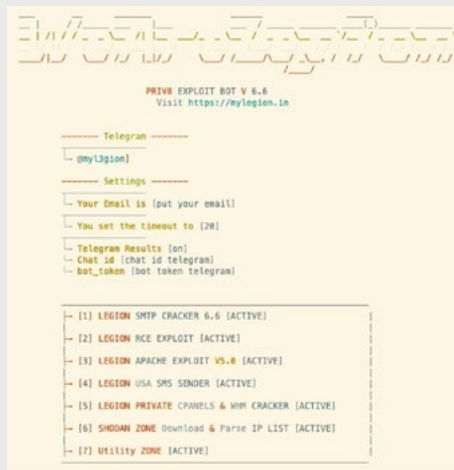 PRIV8 EXPLOIT BOT V 6.6
Visit https://mylegion.in
------- Telegram -------
@myl3gion]
------- Settings -------
Your Email is [put your email]
You set the timeout to [20]
Telegram Results [on]
Chat id [chat id telegram]
bot_token [bot token telegram]
[1] LEGION SMTP CRACKER 6.6 [ACTIVE]
[2] LEGION RCE EXPLOIT [ACTIVE]
[3] LEGION APACHE EXPLOIT V5.0 [ACTIVE]
[4] LEGION USA SMS SENDER [ACTIVE]
[5] LEGION PRIVATE CPANELS & WHM CRACKER [ACTIVE]
[6] SHODAN ZONE Download & Parse IP LIST [ACTIVE]
[7] Utility ZONE [ACTIVE]